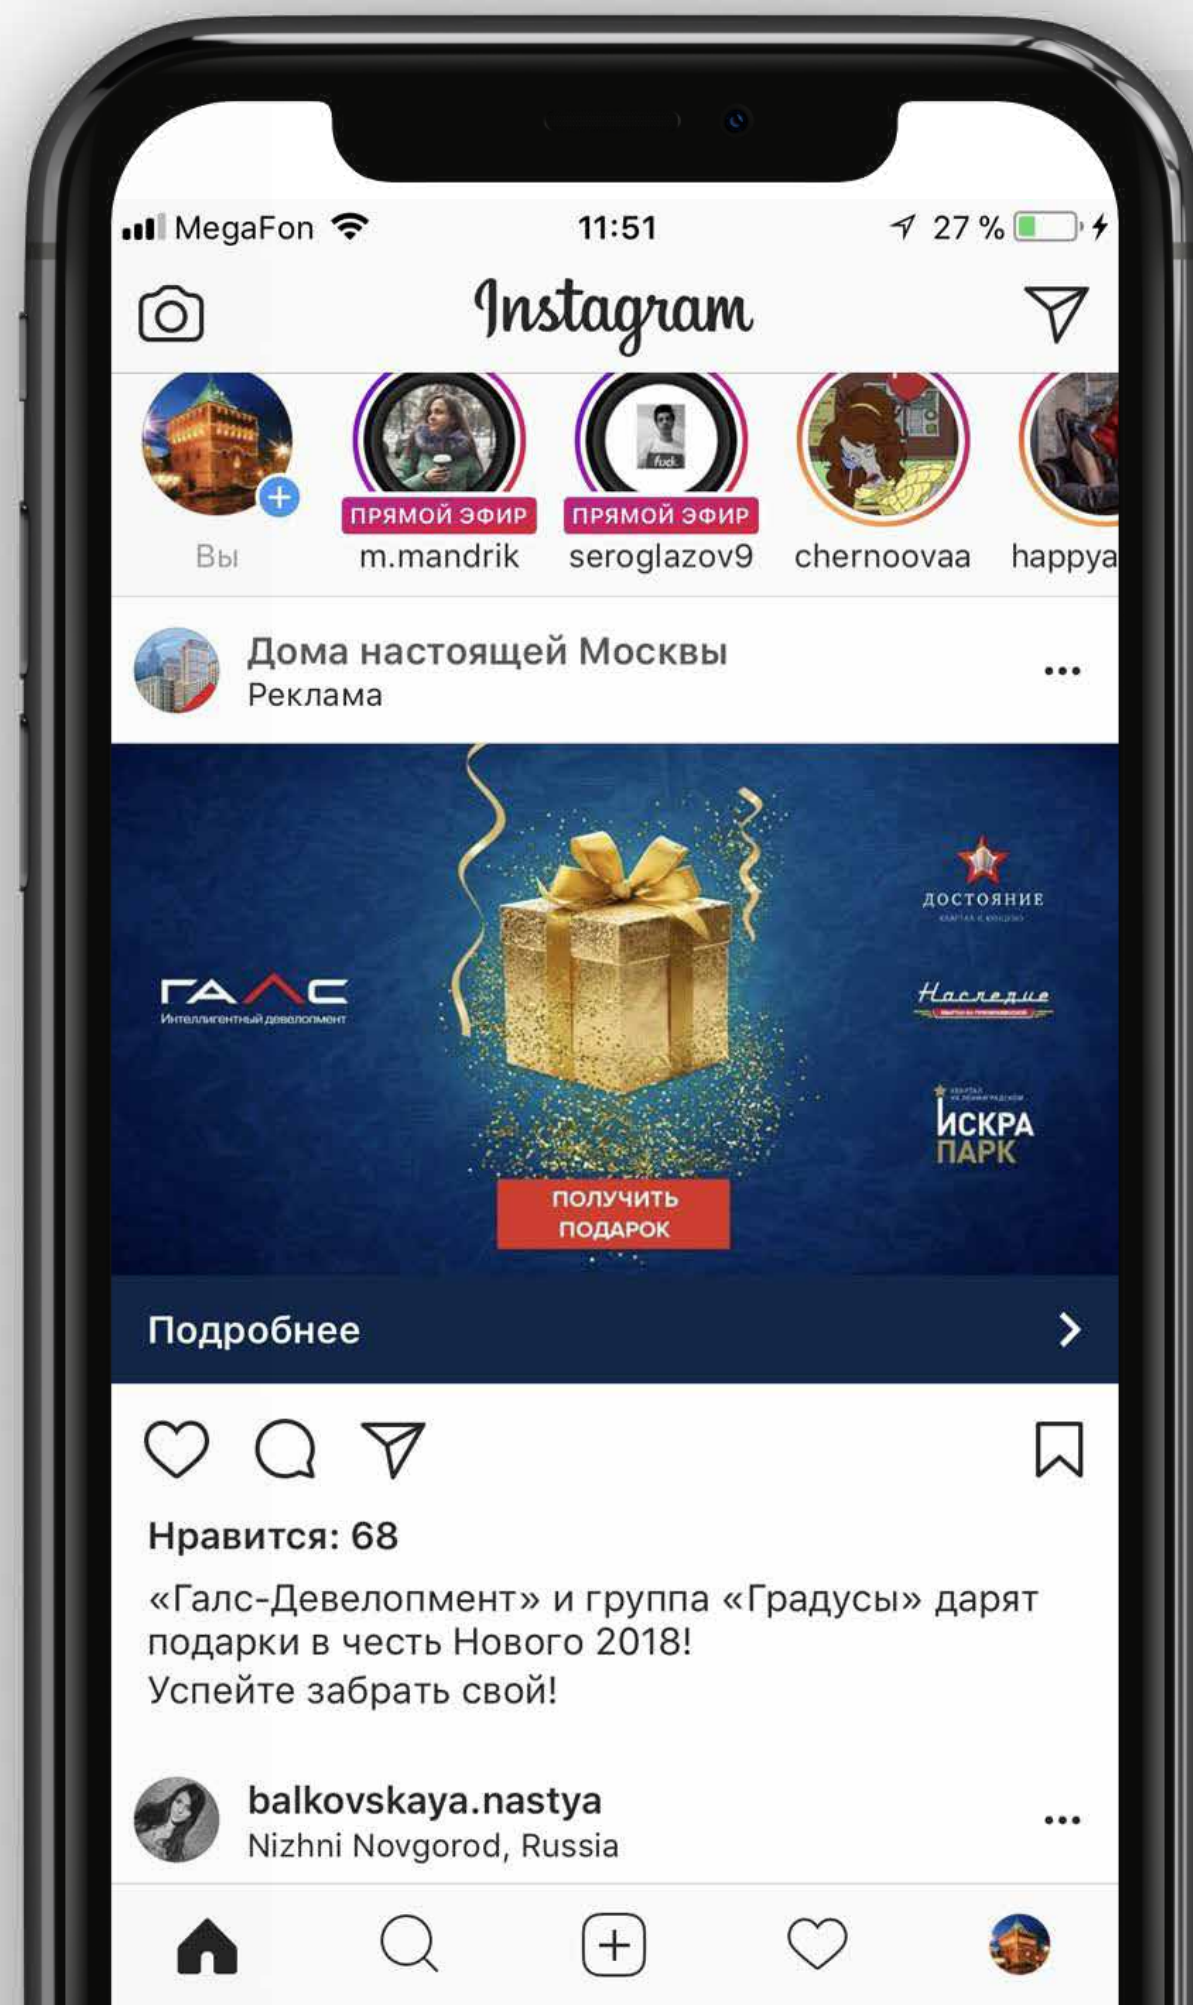 MegaFon
11:51
27 %
Instagram
ПРЯМОЙ ЭФИР
ПРЯМОЙ ЭФИР
Вы
m.mandrik
seroglazov9
chernoovaa
happya
fuck.
Дома настоящей Москвы
Реклама
ГАЛС
Интеллигентный девелопмент
ДОСТОЯНИЕ
Наследие
ИСКРА
ПАРК
ПОЛУЧИТЬ
ПОДАРОК
Подробнее
Нравится: 68
«Галс-Девелопмент» и группа «Градусы» дарят
подарки в честь Нового 2018!
Успейте забрать свой!
balkovskaya.nastya
Nizhni Novgorod, Russia